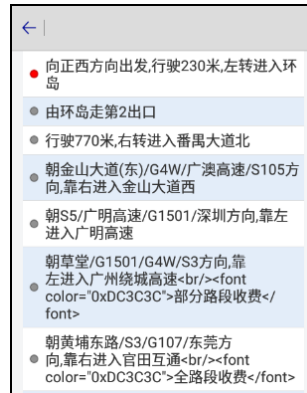 向正西方向出发,行驶230米,左转进入环
岛
由环岛走第2出口
行驶770米,右转进入番禺大道北
朝金山大道(东)/G4W/广澳高速/S105方
向,靠右进入金山大道西
朝S5/广明高速/G1501/深圳方向,靠左
进入广明高速
朝草堂/G1501/G4W/S3方向,靠
左进入广州绕城高速<br/><font
color="0xDC3C3C">部分路段收费</
font>
朝黄埔东路/S3/G107/东莞方
向,靠右进入官田互通<br/><font
color="0xDC3C3C">全路段收费</font>